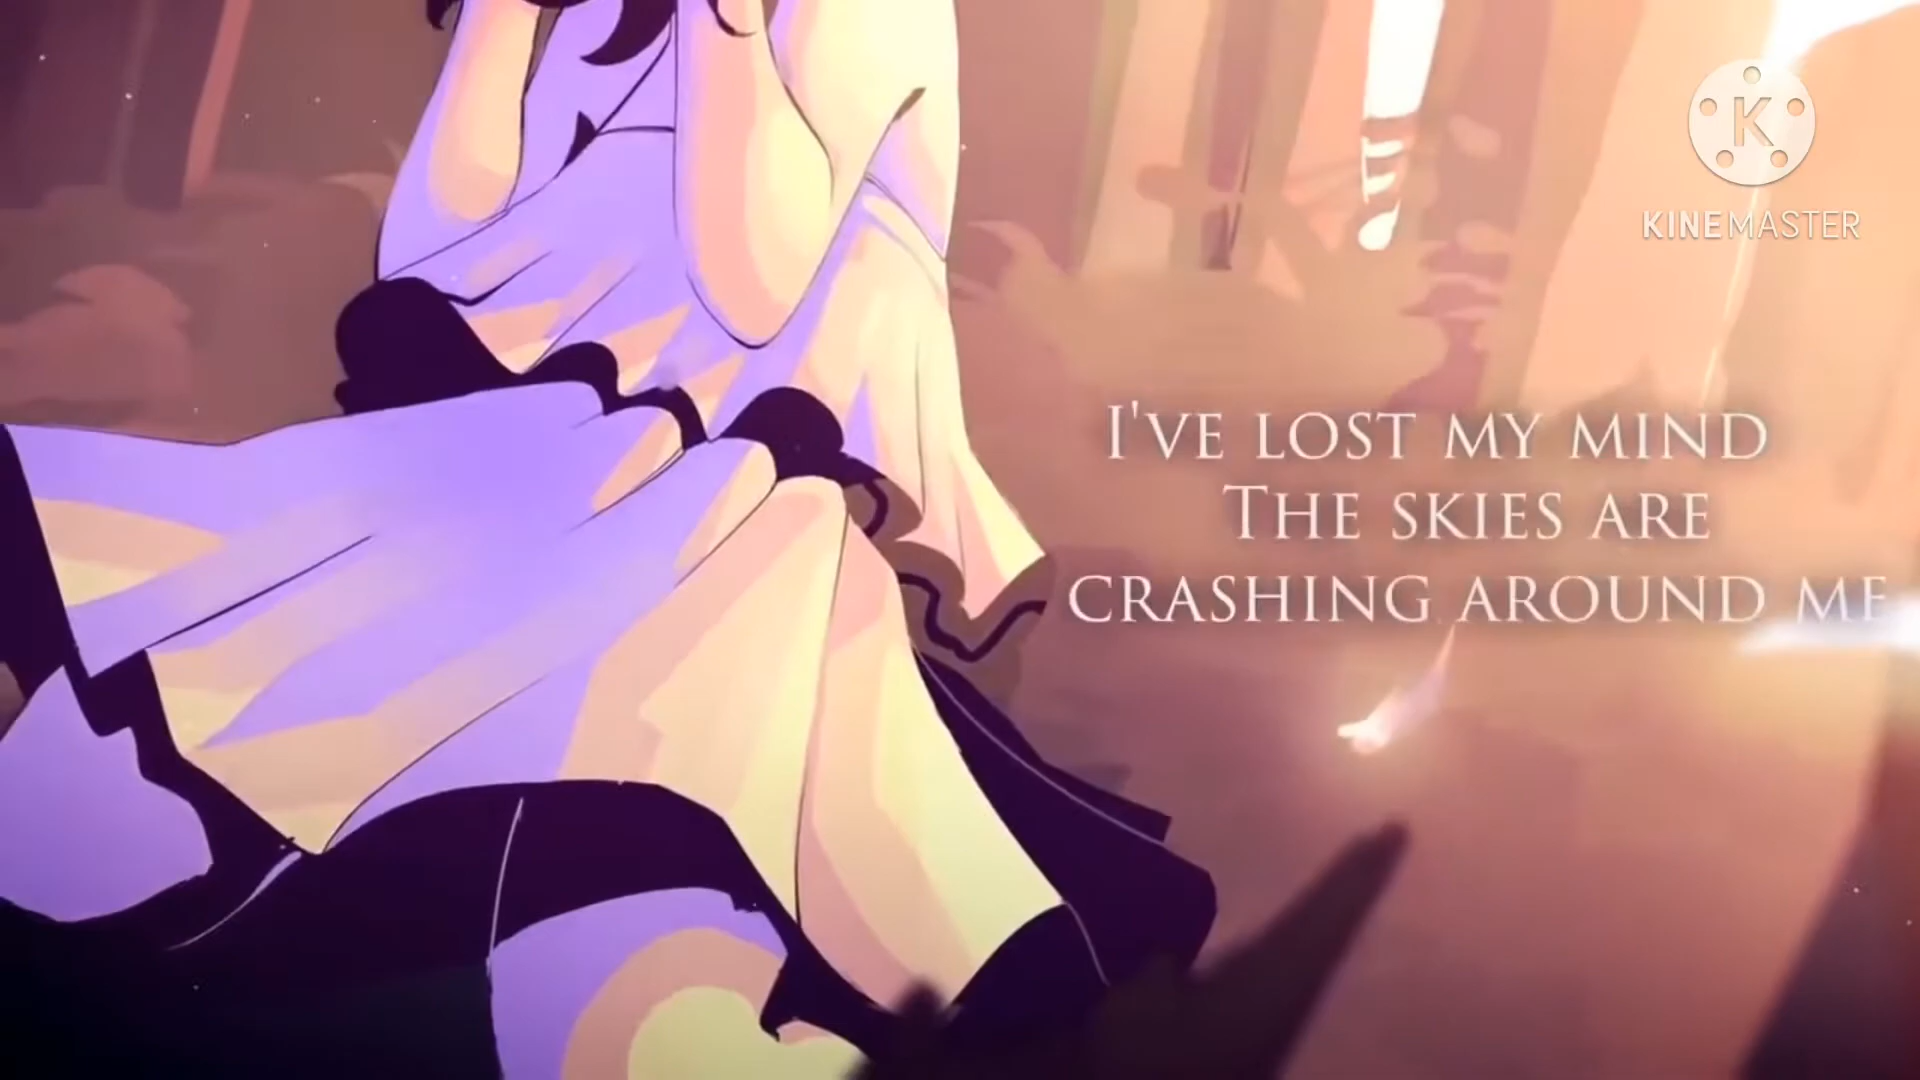 K
KINEMASTER
I'VE LOST MY MIND
THE SKIES ARE
CRASHING AROUND ME